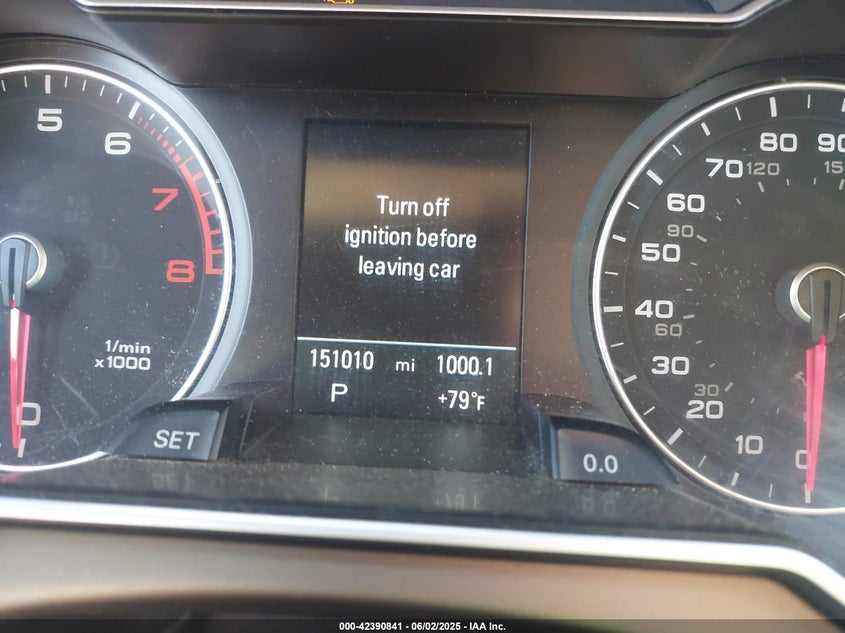 5
6
7
8
1/min
x1000
0
SET
Turn off
ignition before
leaving car
151010 mi 1000.1
P +79°F
90
80
70 120
60
50 90
40
60
30
30
20
10
0
0.0
000-42390841 | 06/02/2025 - IAA Inc.